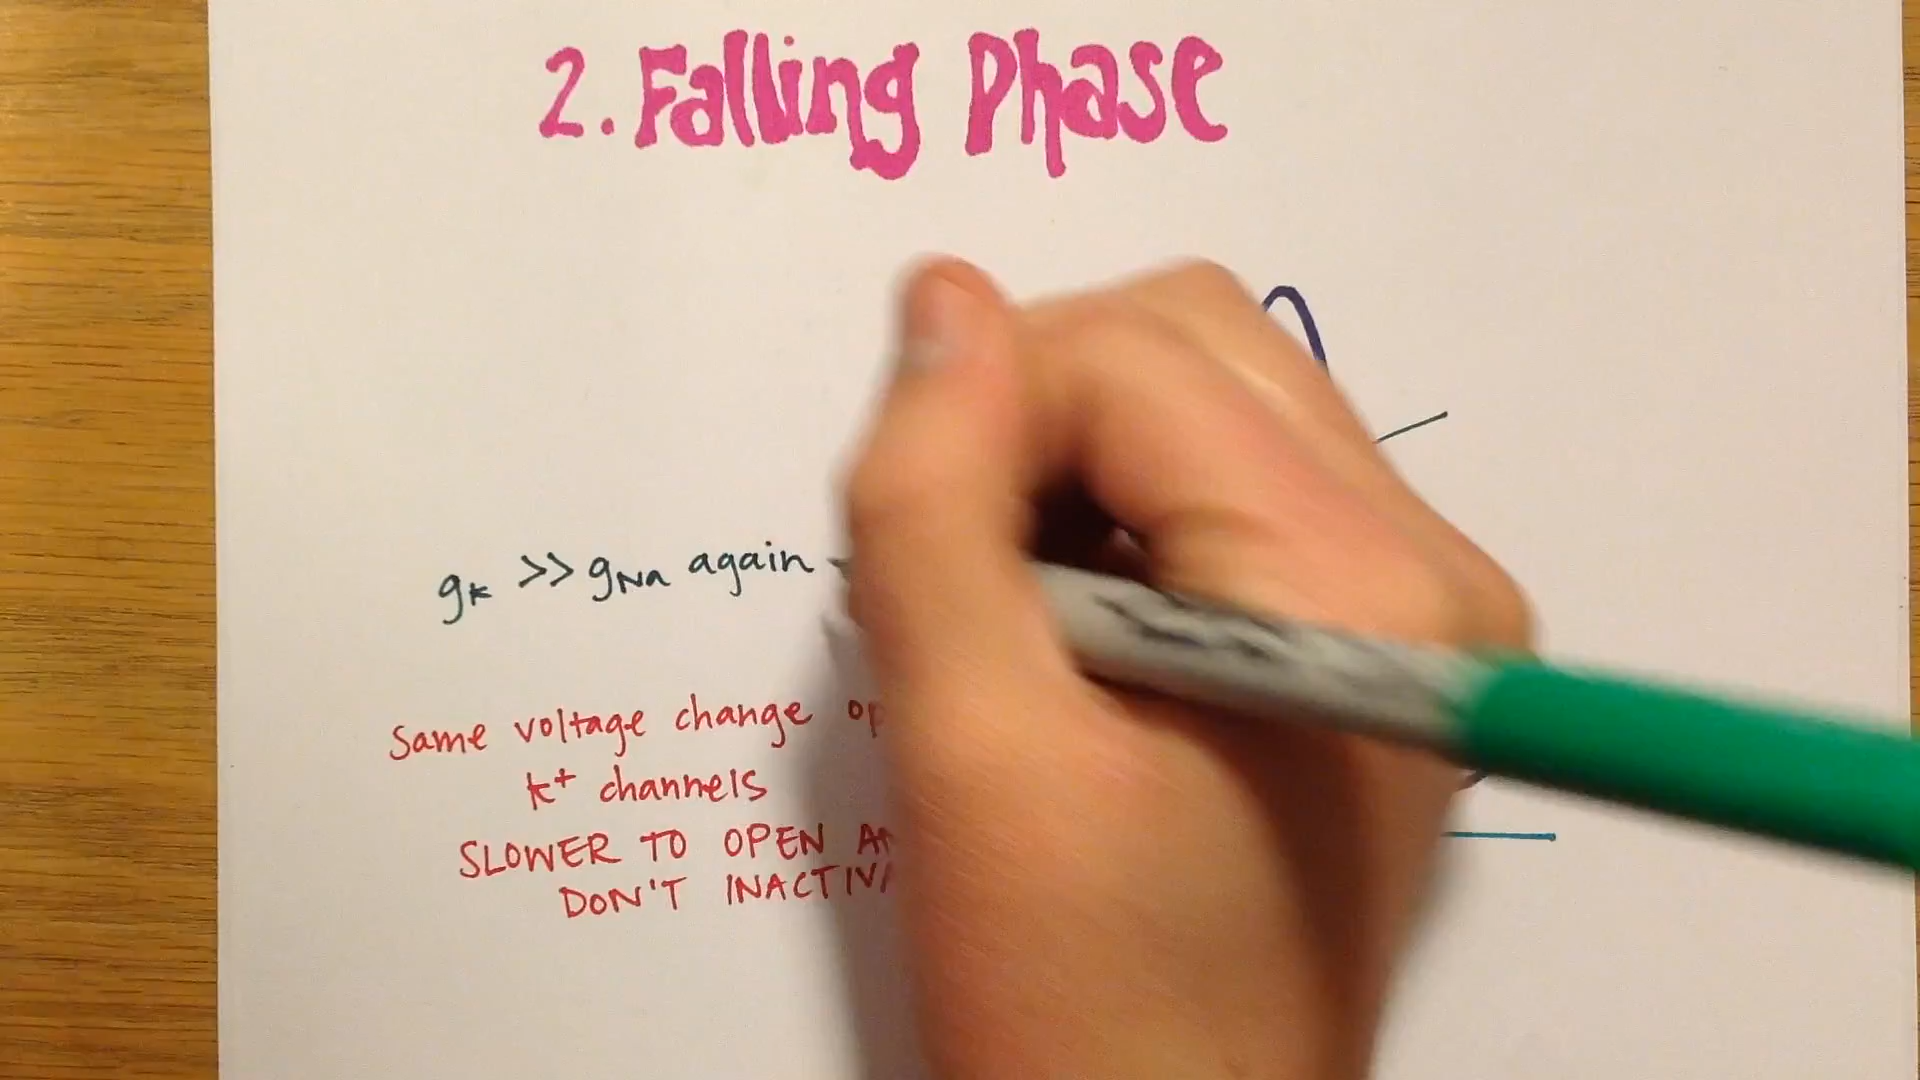 2. Falling Phase
gK >> gNa again
Same voltage change
K+ channels
SLOWER TO OPEN
DON'T